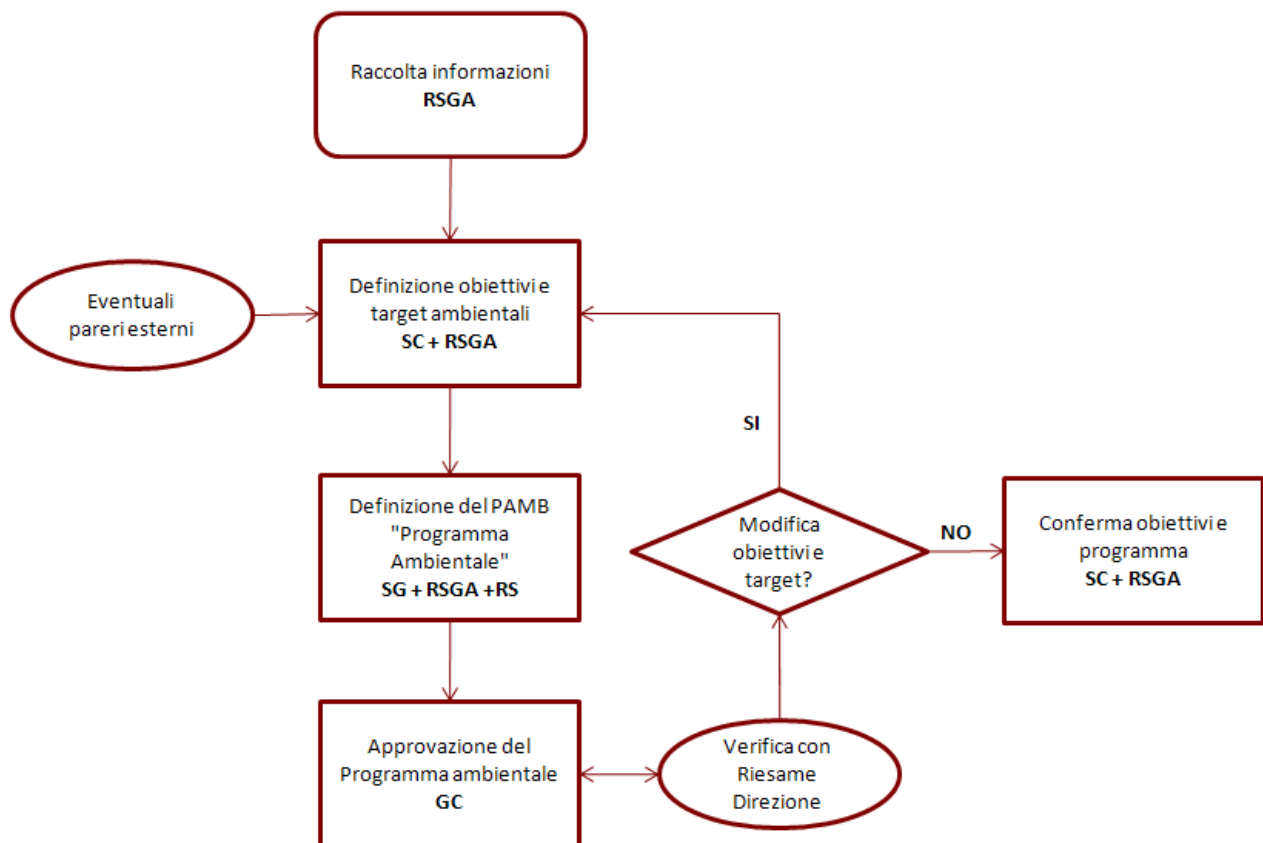 Raccolta informazioni
RSGA
Definizione obiettivi e
target ambientali
SC + RSGA
Eventuali
pareri esterni
Definizione del PAMB
"Programma
Ambientale"
SG + RSGA +RS
Approvazione del
Programma ambientale
GC
Verifica con
Riesame
Direzione
Modifica
obiettivi e
target?
SI
NO
Conferma obiettivi e
programma
SC + RSGA